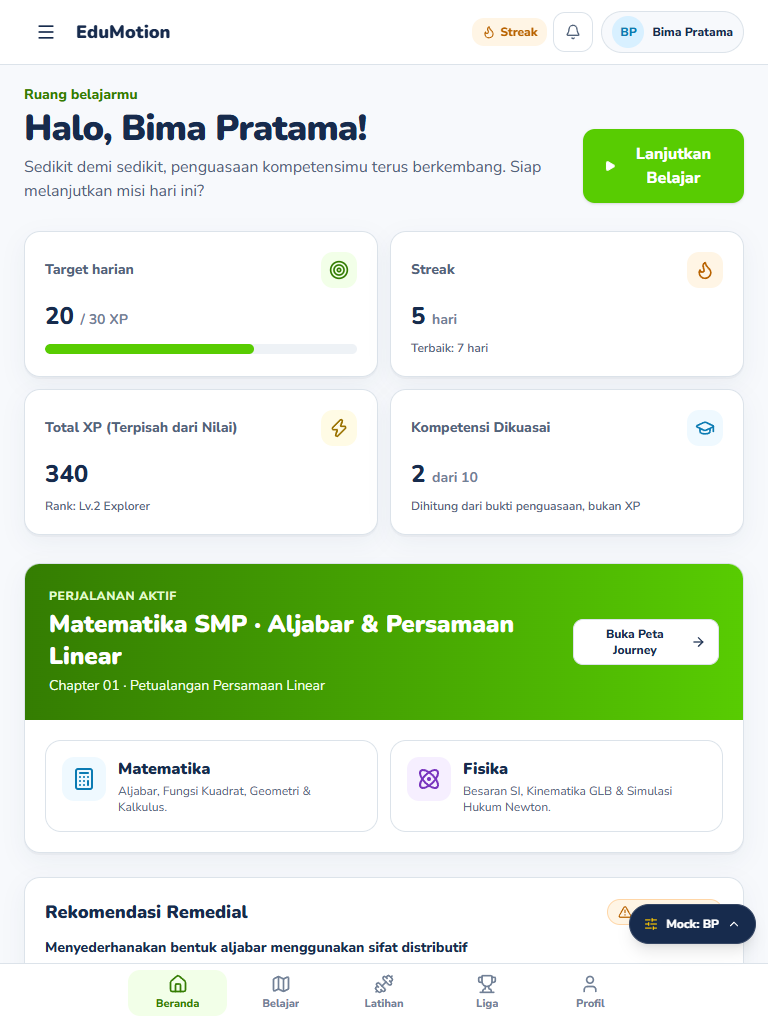 EduMotion
Streak
BP
Bima Pratama
Ruang belajarmu
Halo, Bima Pratama!
Sedikit demi sedikit, penguasaan kompetensimu terus berkembang. Siap
melanjutkan misi hari ini?
Lanjutkan
Belajar
Target harian
20 / 30 XP
Streak
5 hari
Terbaik: 7 hari
Total XP (Terpisah dari Nilai)
340
Rank: Lv.2 Explorer
Kompetensi Dikuasai
2 dari 10
Dihitung dari bukti penguasaan, bukan XP
PERJALANAN AKTIF
Matematika SMP · Aljabar & Persamaan
Linear
Chapter 01 · Petualangan Persamaan Linear
Buka Peta
Journey
Matematika
Aljabar, Fungsi Kuadrat, Geometri &
Kalkulus.
Fisika
Besaran SI, Kinematika GLB & Simulasi
Hukum Newton.
Rekomendasi Remedial
Mock: BP
Menyederhanakan bentuk aljabar menggunakan sifat distributif
Beranda
Belajar
Latihan
Liga
Profil